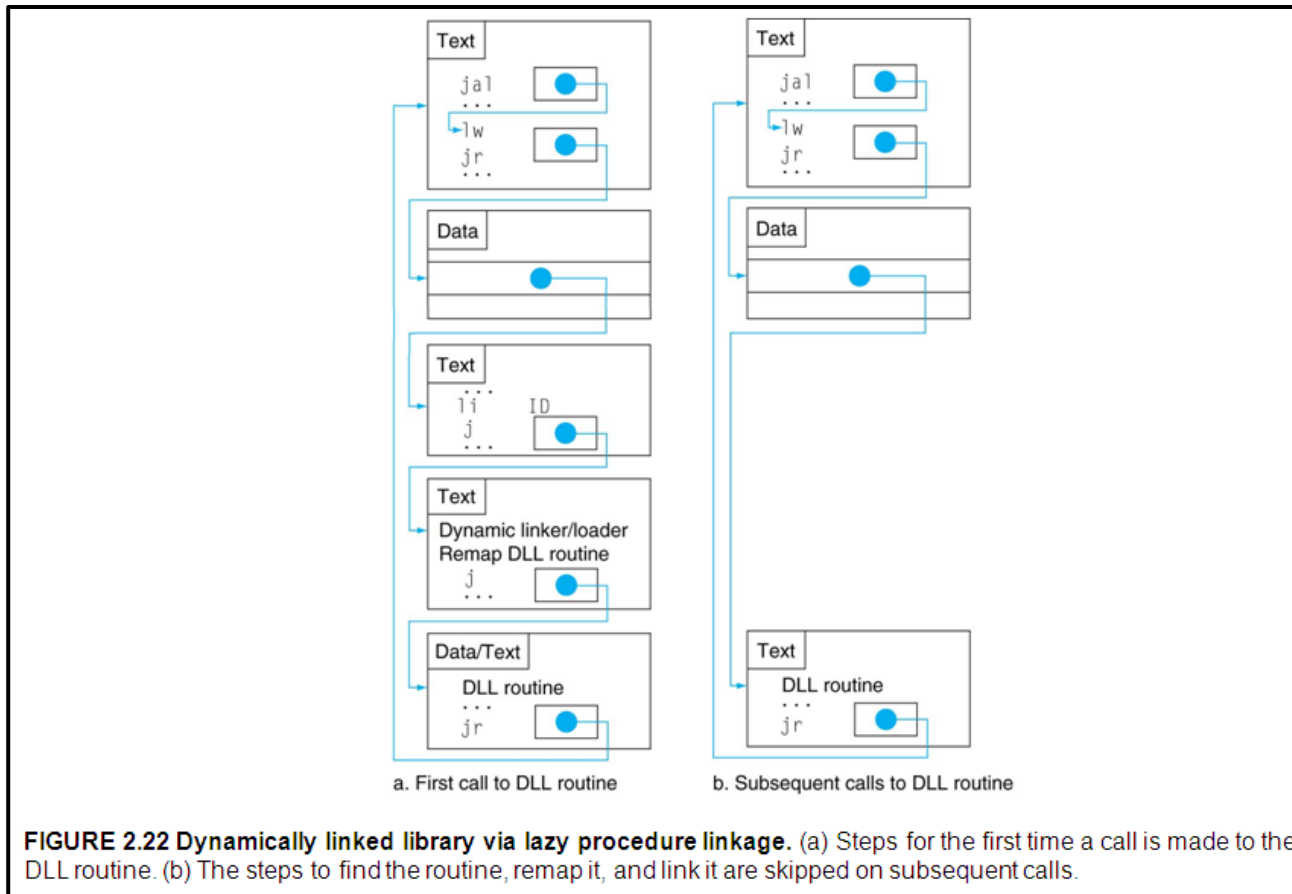 Text
jal
...
lw
jr
...
Data
Text
...
li ID
j
...
Text
Dynamic linker/loader
Remap DLL routine
j
...
Data/Text
DLL routine
...
jr
a. First call to DLL routine
Text
jal
...
lw
jr
...
Data
Text
DLL routine
...
jr
b. Subsequent calls to DLL routine
FIGURE 2.22 Dynamically linked library via lazy procedure linkage. (a) Steps for the first time a call is made to the
DLL routine. (b) The steps to find the routine, remap it, and link it are skipped on subsequent calls.